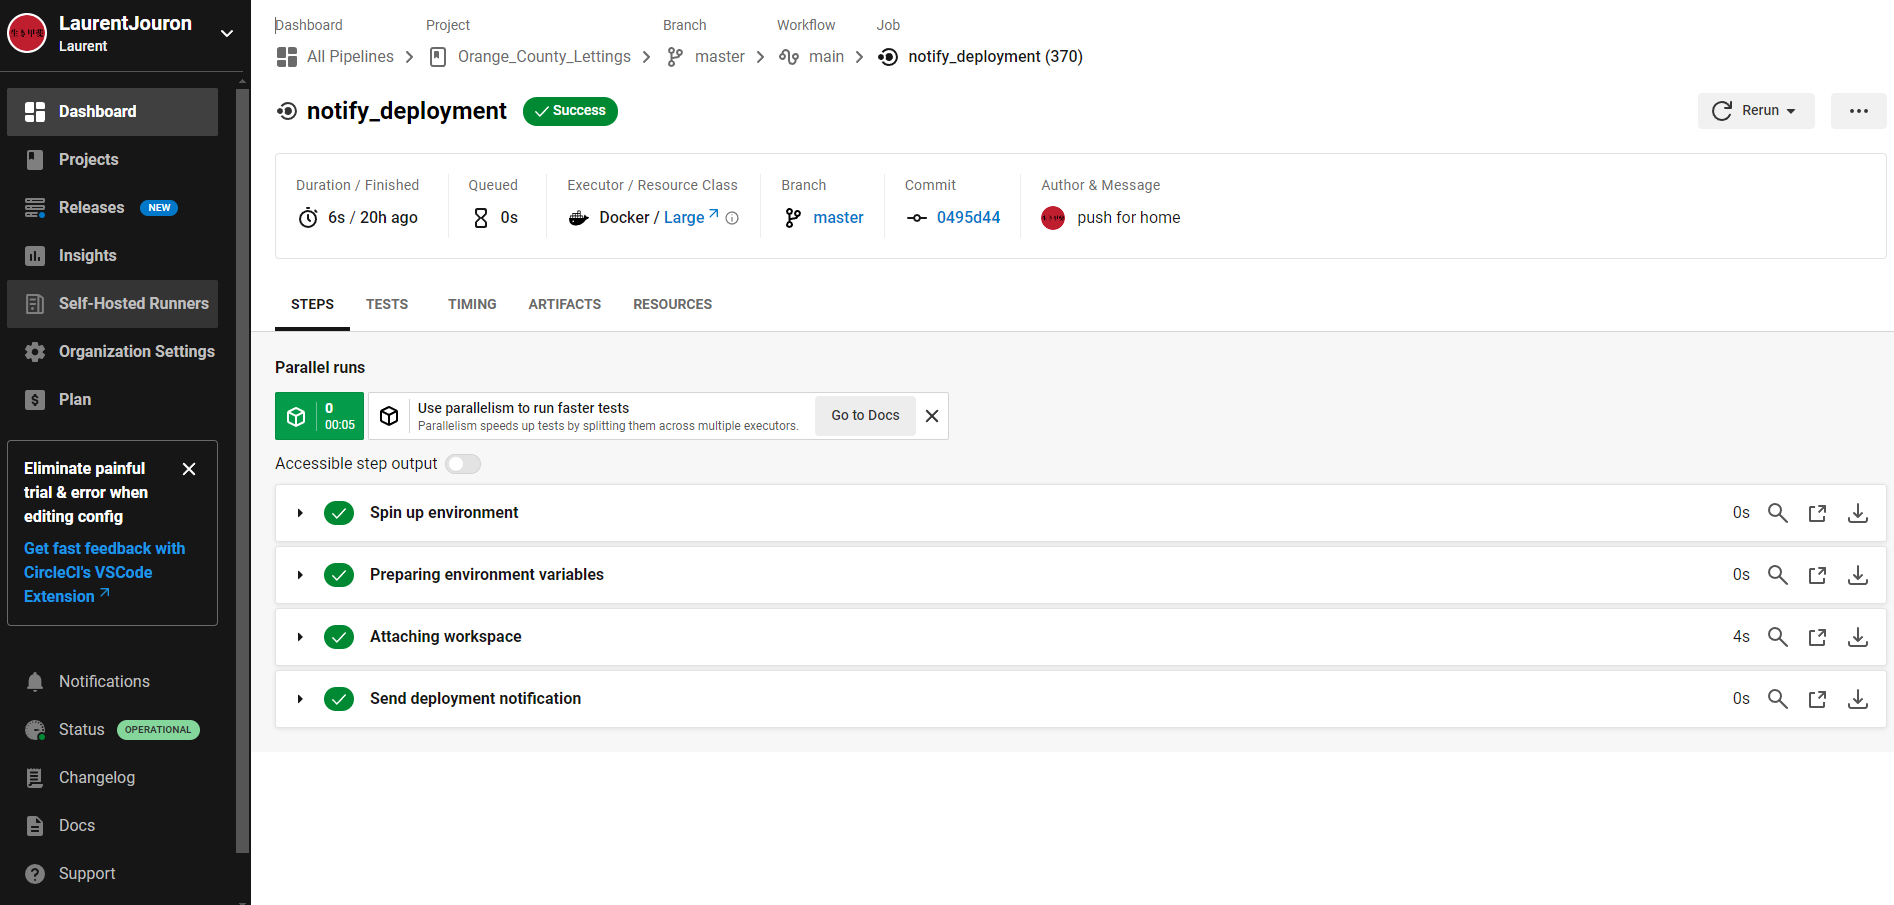 LaurentJouron
Laurent
Dashboard
Projects
Releases NEW
Insights
Self-Hosted Runners
Organization Settings
Plan
Eliminate painful
trial & error when
editing config
Get fast feedback with
CircleCI's VSCode
Extension
Notifications
Status OPERATIONAL
Changelog
Docs
Support
Dashboard Project Branch Workflow Job
All Pipelines Orange_County_Lettings master main notify_deployment (370)
notify_deployment Success Rerun
Duration / Finished Queued Executor / Resource Class Branch Commit Author & Message
6s / 20h ago 0s Docker / Large master 0495d44 push for home
STEPS TESTS TIMING ARTIFACTS RESOURCES
Parallel runs
0
00:05
Use parallelism to run faster tests
Parallelism speeds up tests by splitting them across multiple executors.
Go to Docs
Accessible step output
Spin up environment 0s
Preparing environment variables 0s
Attaching workspace 4s
Send deployment notification 0s